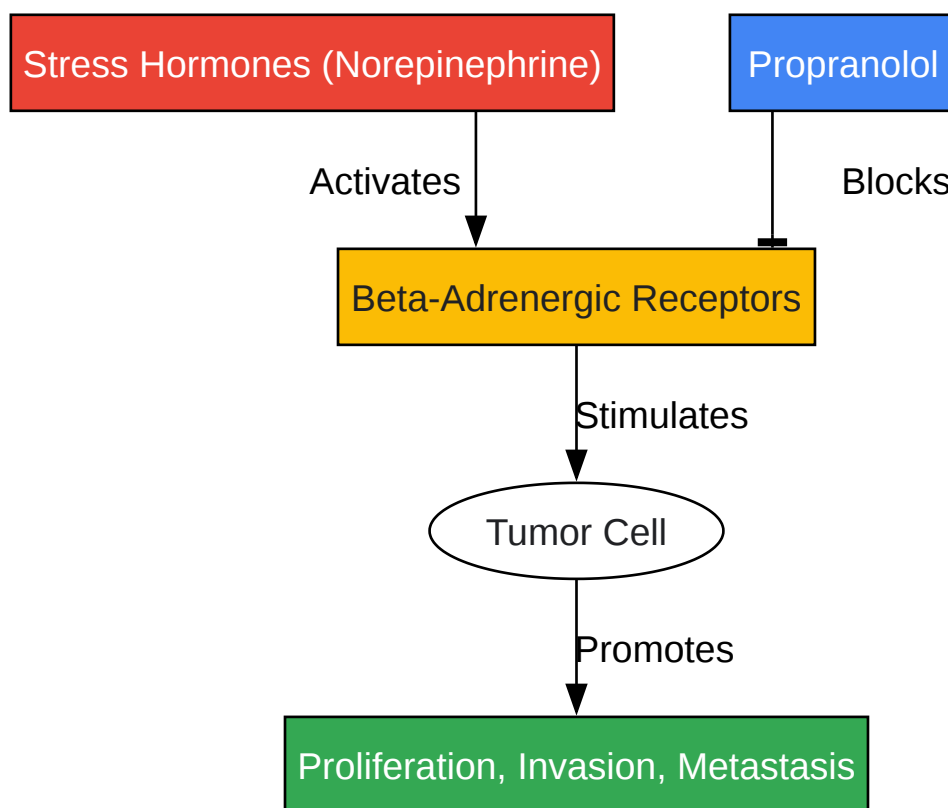 Stress Hormones (Norepinephrine)
Propranolol
Activates
Blocks
Beta-Adrenergic Receptors
Stimulates
Tumor Cell
Promotes
Proliferation, Invasion, Metastasis